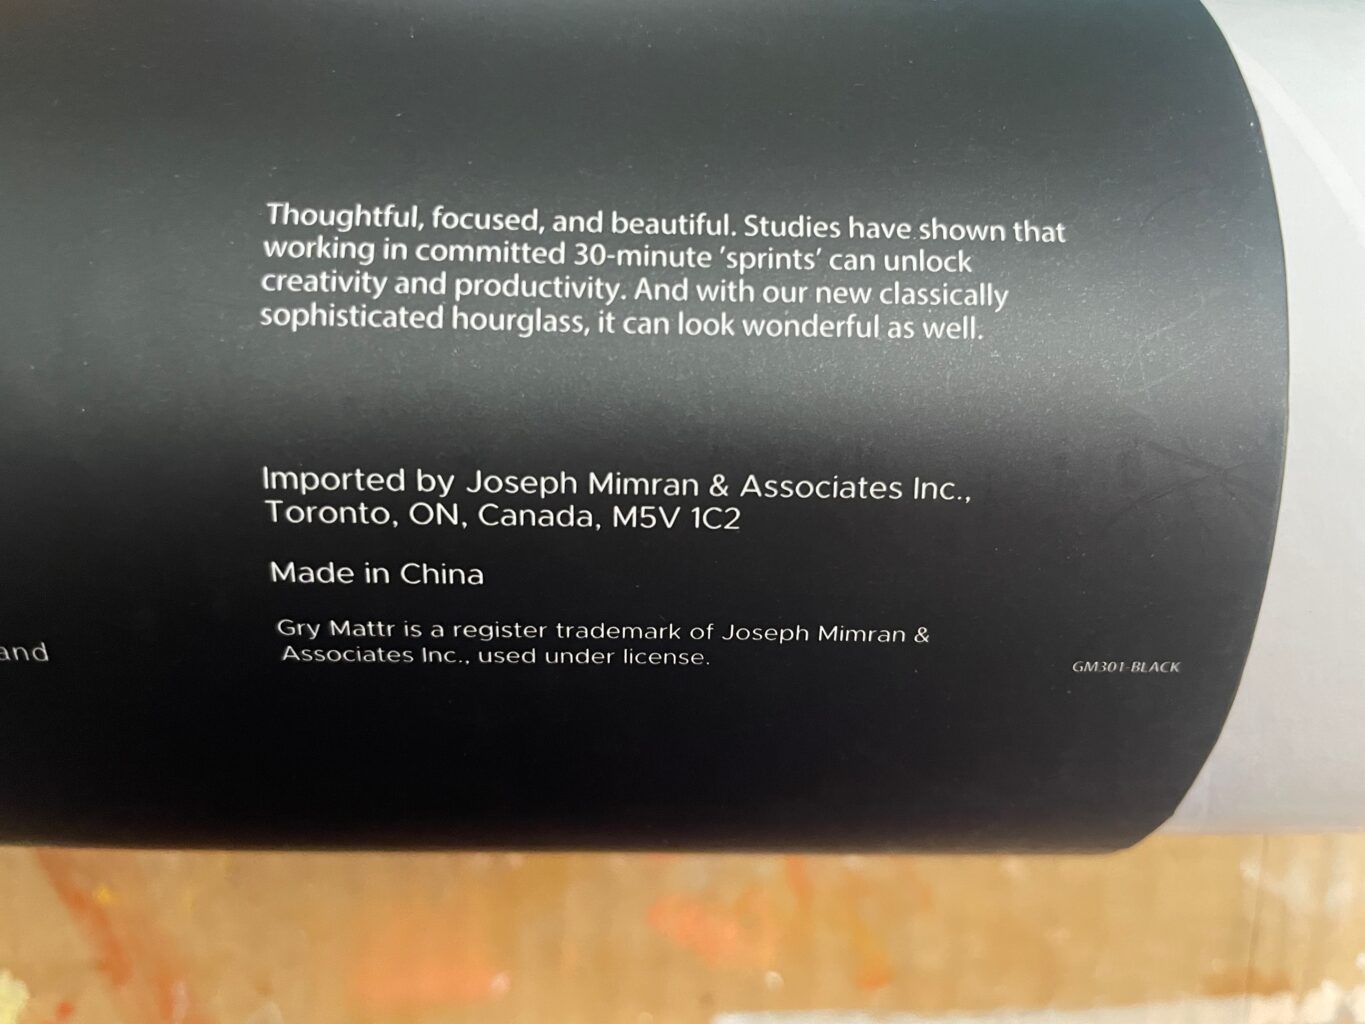 Thoughtful, focused, and beautiful. Studies have shown that
working in committed 30-minute ’sprints’ can unlock
creativity and productivity. And with our new classically
sophisticated hourglass, it can look wonderful as well.
Imported by Joseph Mimran & Associates Inc.,
Toronto, ON, Canada, M5V 1C2
Made in China
Gry Mattr is a register trademark of Joseph Mimran &
Associates Inc., used under license.
and
GM301-BLACK